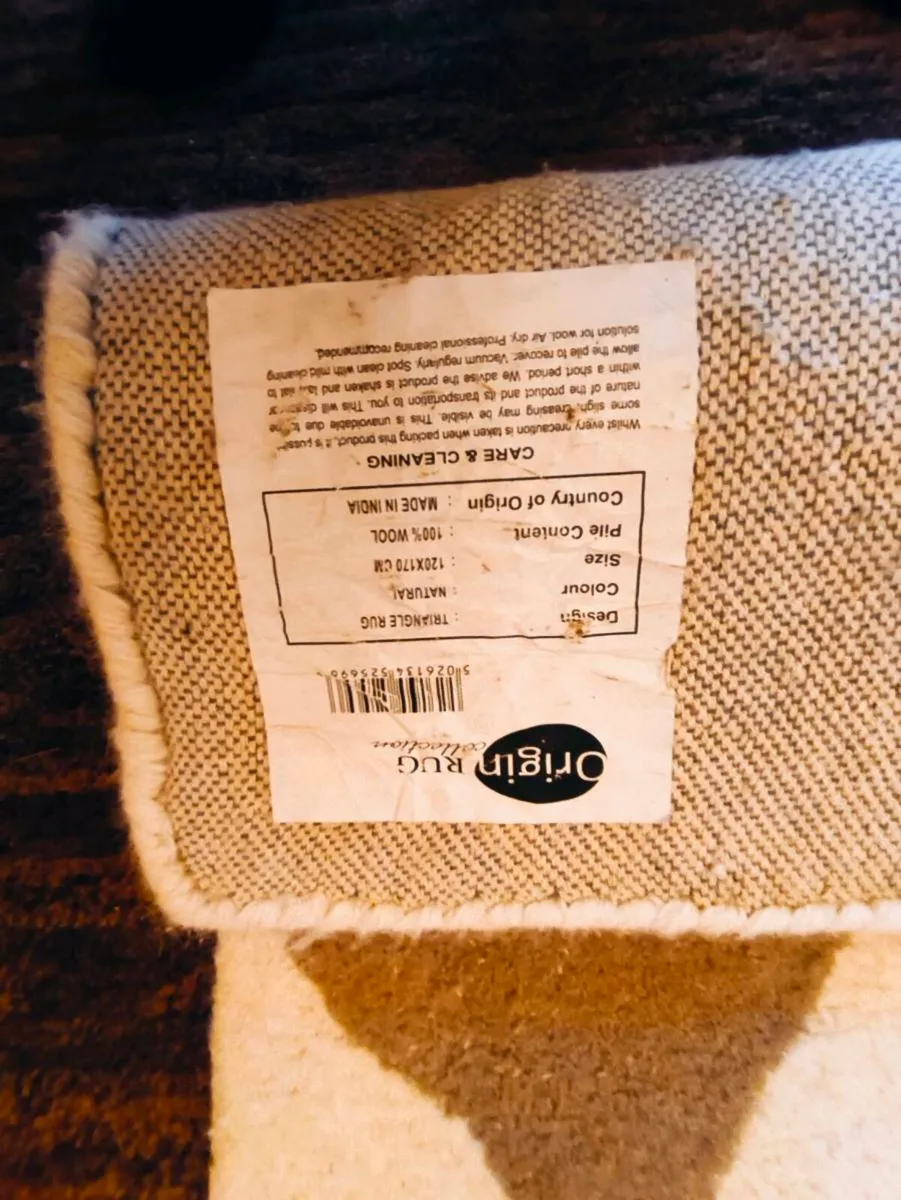 Origin RUG
collection
5 026134 525696
Design : TRIANGLE RUG
Colour : NATURAL
Size : 120X170 CM
Pile Content : 100% WOOL
Country of Origin : MADE IN INDIA
CARE & CLEANING
Whilst every precaution is taken when packing this product, it is
some slight creasing may be visible. This is unavoidable due to the
nature of the product and its transportation to you. This will
within a short period. We advise the product is shaken and flat to
allow the pile to recover. Vacuum regularly. Spot clean with mild cleaning
solution for wool. Air dry. Professional cleaning recommended.